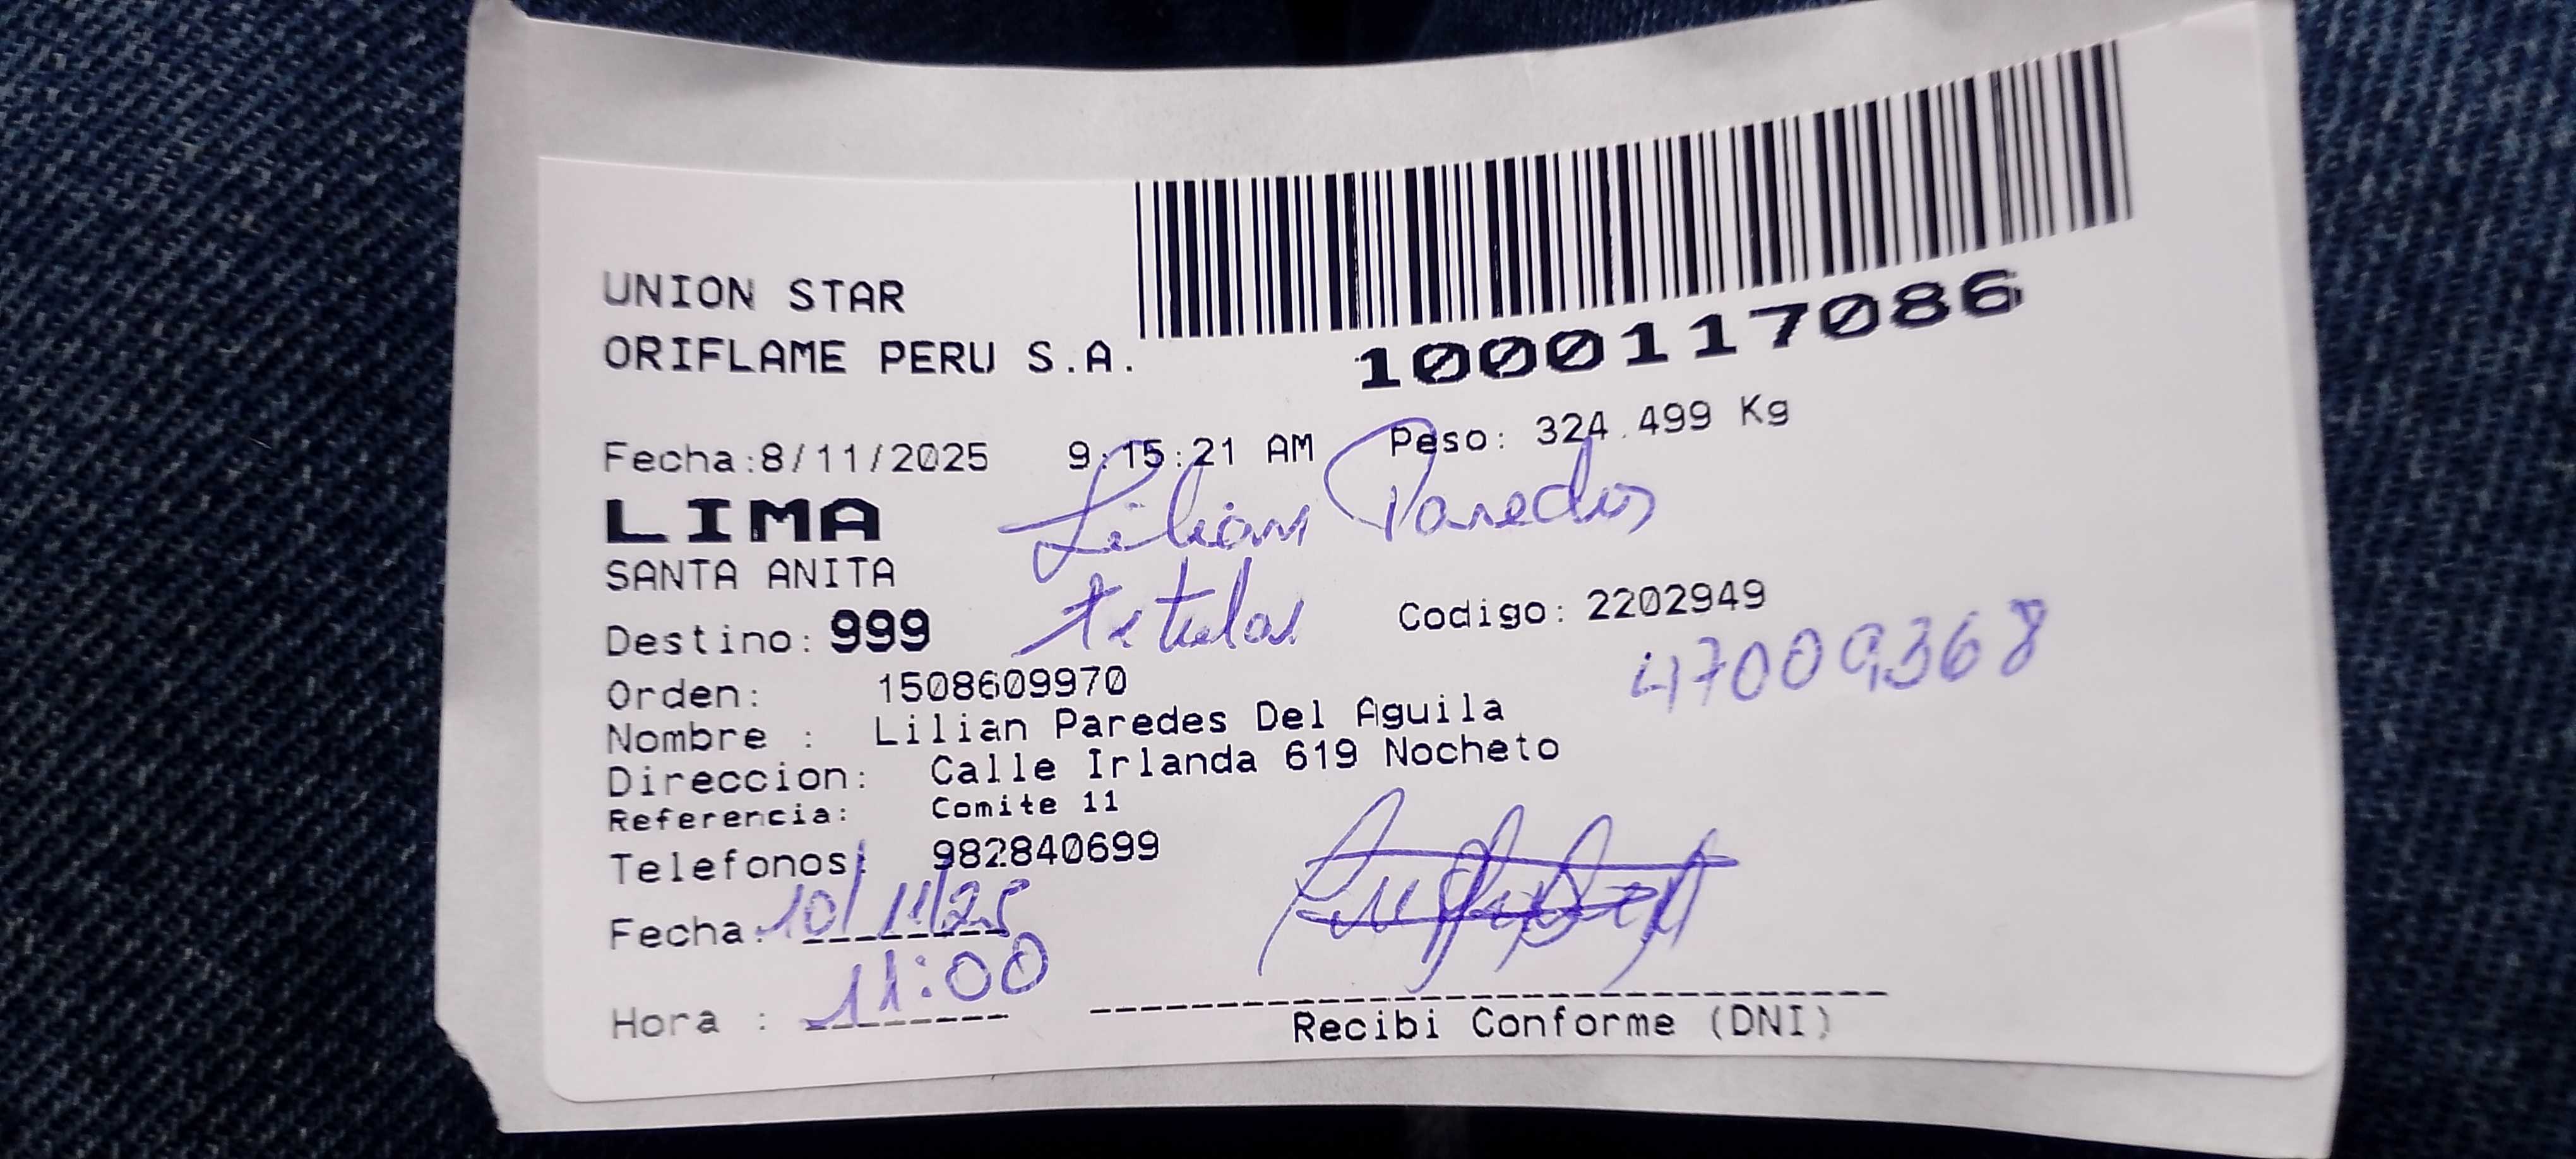 UNION STAR
ORIFLAME PERU S.A.
1000117086
Fecha:8/11/2025 9:15:21 AM Peso: 324.499 Kg
LIMA
Lilian Paredes
SANTA ANITA
titular
Codigo: 2202949
Destino: 999
47009368
Orden: 1508609970
Nombre : Lilian Paredes Del Aguila
Direccion: Calle Irlanda 619 Nocheto
Referencia: Comite 11
Telefonos: 982840699
Fecha: 10/11/25
Hora : 11:00
Recibi Conforme (DNI)